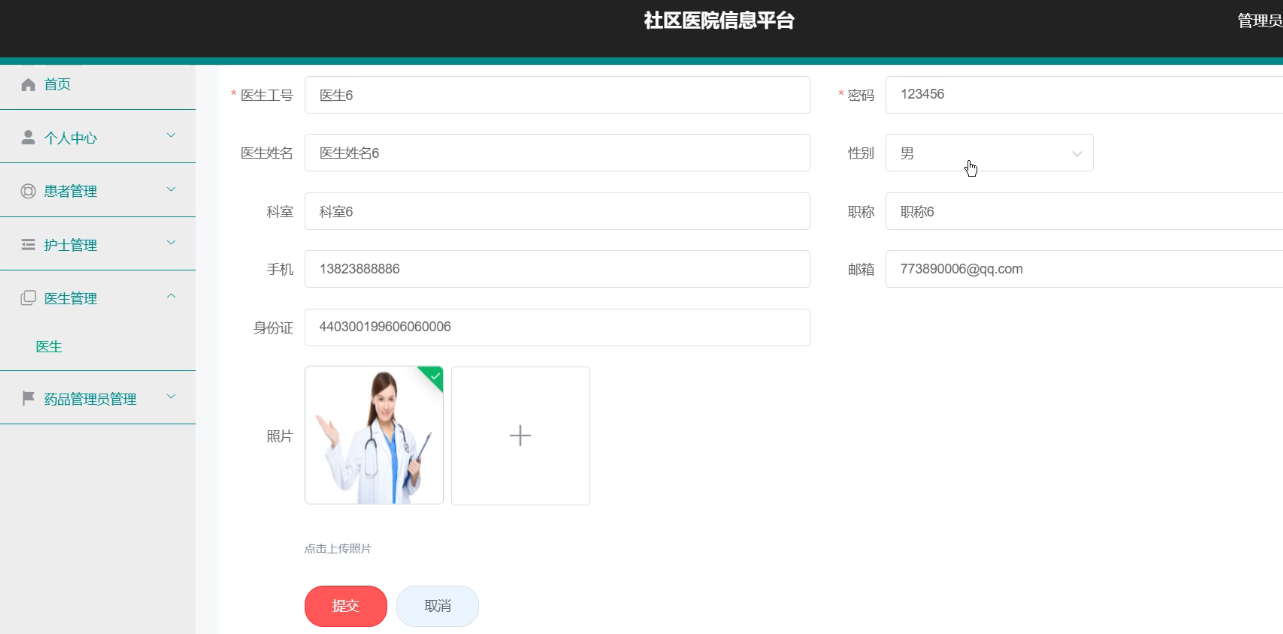 社区医院信息平台
管理员
首页
个人中心
患者管理
护士管理
医生管理
医生
药品管理员管理
* 医生工号 医生6 * 密码 123456
医生姓名 医生姓名6 性别 男
科室 科室6 职称 职称6
手机 13823888886 邮箱 773890006@qq.com
身份证 440300199606060006
照片
点击上传照片
提交 取消